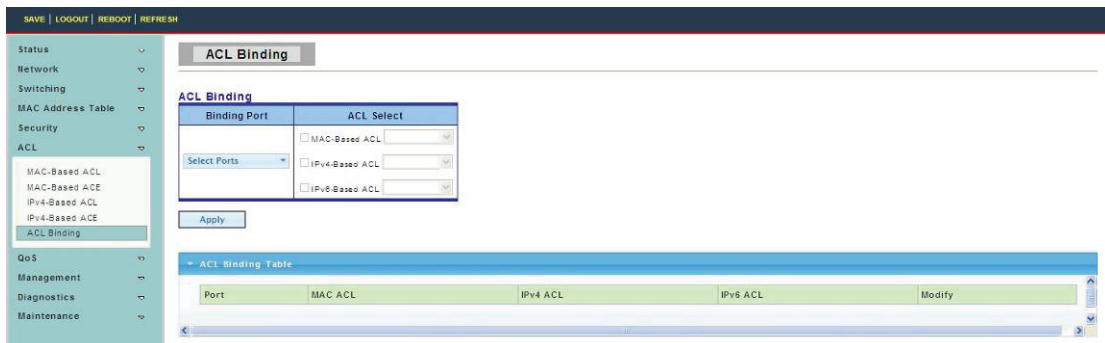 SAVE | LOGOUT | REBOOT | REFRESH
Status
Network
Switching
MAC Address Table
Security
ACL
MAC-Based ACL
MAC-Based ACE
IPv4-Based ACL
IPv4-Based ACE
ACL Binding
QoS
Management
Diagnostics
Maintenance
ACL Binding
ACL Binding
Binding Port ACL Select
Select Ports
MAC-Based ACL
IPv4-Based ACL
IPv6-Based ACL
Apply
ACL Binding Table
Port MAC ACL IPv4 ACL IPv6 ACL Modify